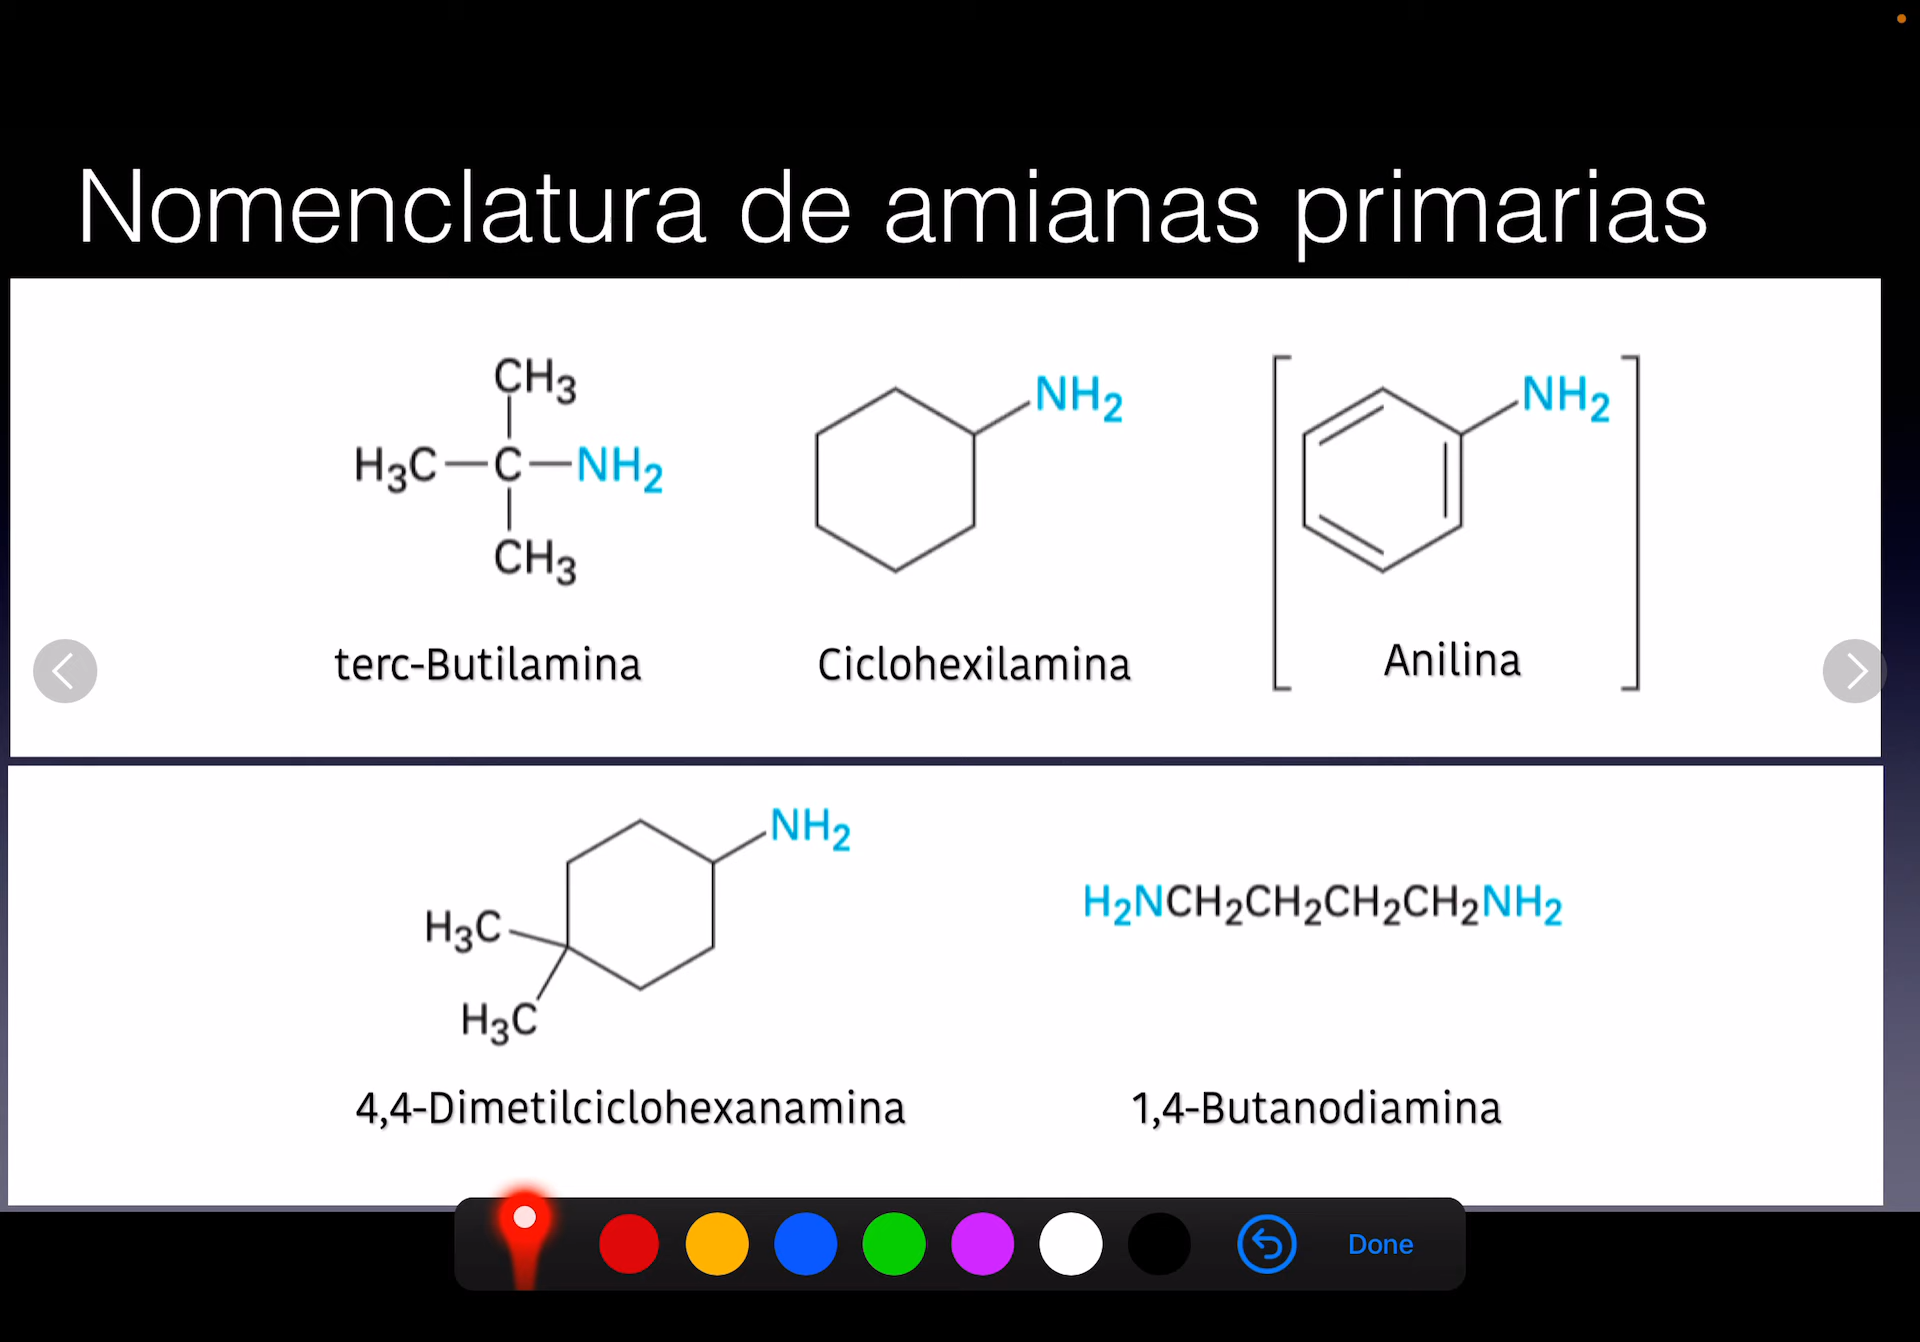 Nomenclatura de amianas primarias
CH3
H3C—C—NH2
CH3
terc-Butilamina
NH2
Ciclohexilamina
NH2
Anilina
NH2
H3C
H3C
4,4-Dimetilciclohexanamina
H2NCH2CH2CH2CH2NH2
1,4-Butanodiamina
Done